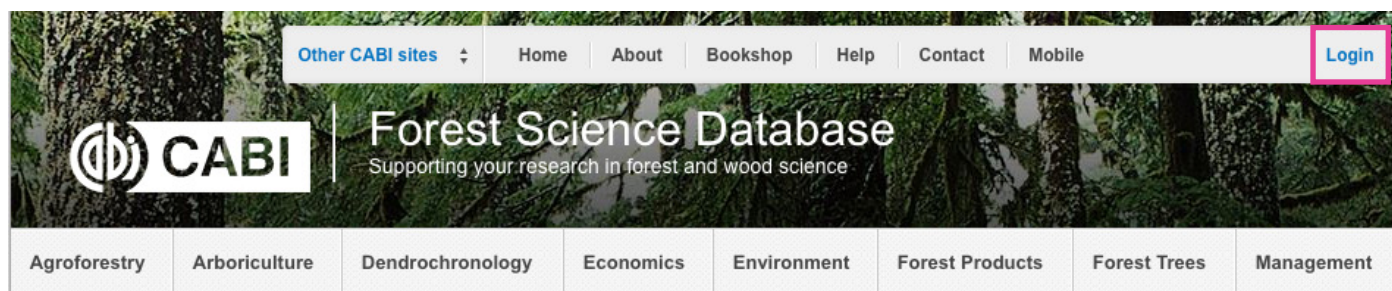 Other CABI sites Home About Bookshop Help Contact Mobile Login
Forest Science Database
CABI
Supporting your research in forest and wood science
Agroforestry Arboriculture Dendrochronology Economics Environment Forest Products Forest Trees Management